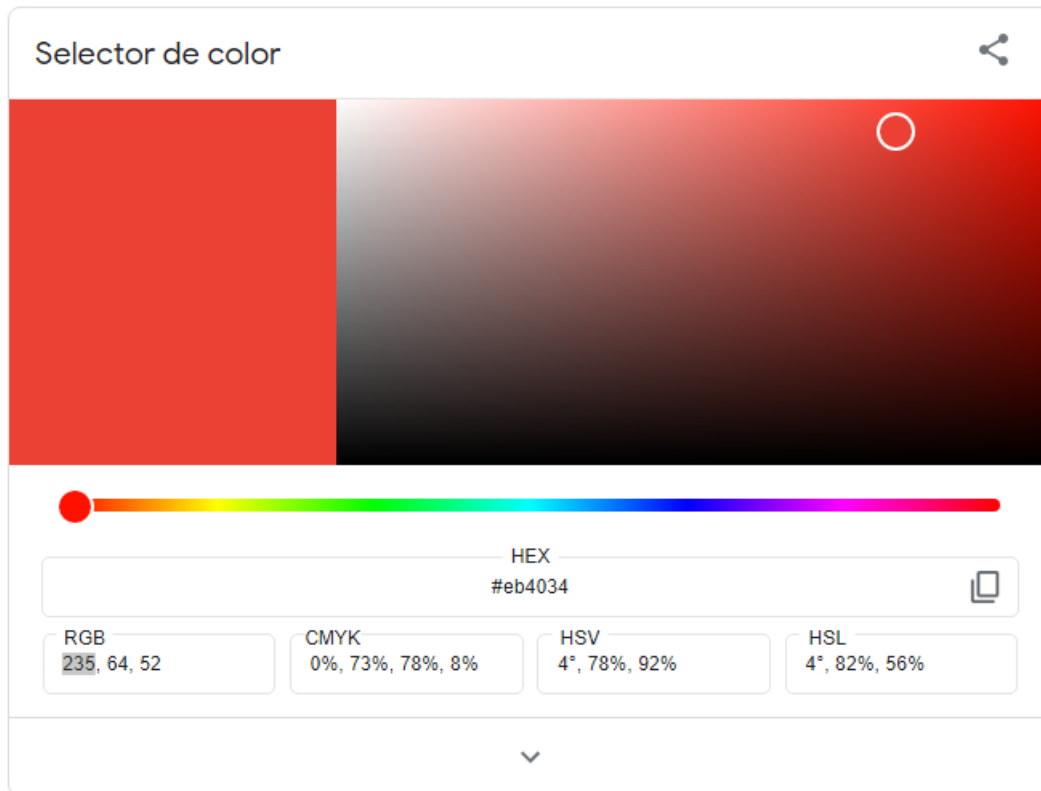 Selector de color
HEX
#eb4034
RGB
235, 64, 52
CMYK
0%, 73%, 78%, 8%
HSV
4°, 78%, 92%
HSL
4°, 82%, 56%